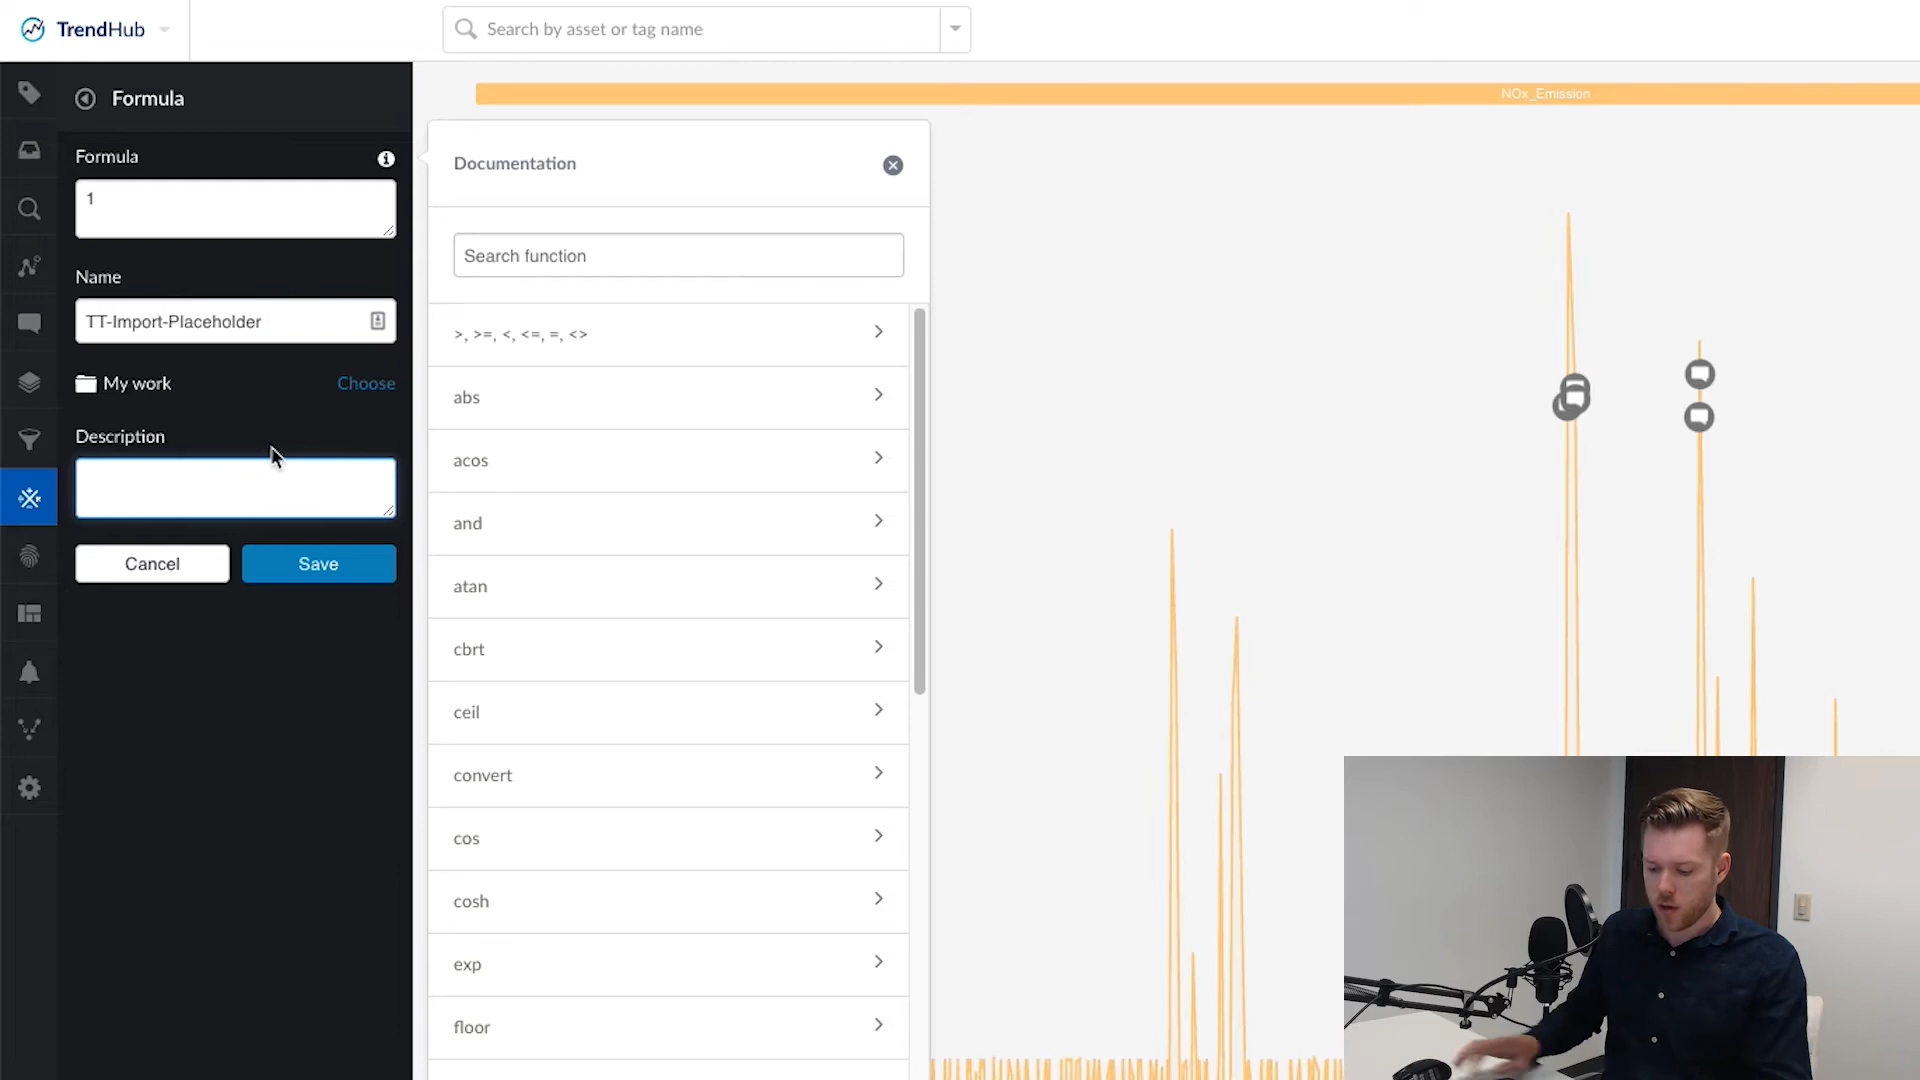 TrendHub
Search by asset or tag name
Formula
NOx_Emission
Formula
1
Documentation
Search function
Name
TT-Import-Placeholder
My work
Choose
Description
Cancel
Save
>, >=, <, <=, =, <>
abs
acos
and
atan
cbrt
ceil
convert
cos
cosh
exp
floor